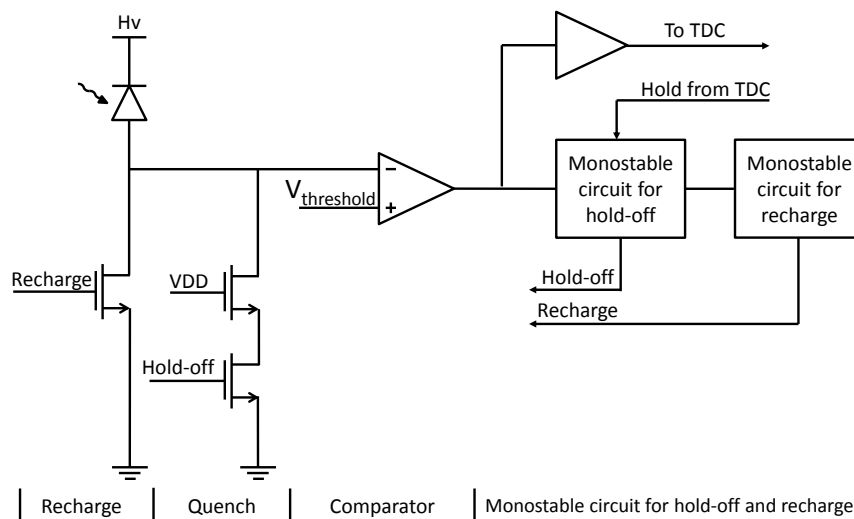 Hv
To TDC
Hold from TDC
Monostable
circuit for
hold-off
Monostable
circuit for
recharge
−
Vthreshold
+
Recharge
VDD
Hold-off
Hold-off
Recharge
Recharge
Quench
Comparator
Monostable circuit for hold-off and recharge